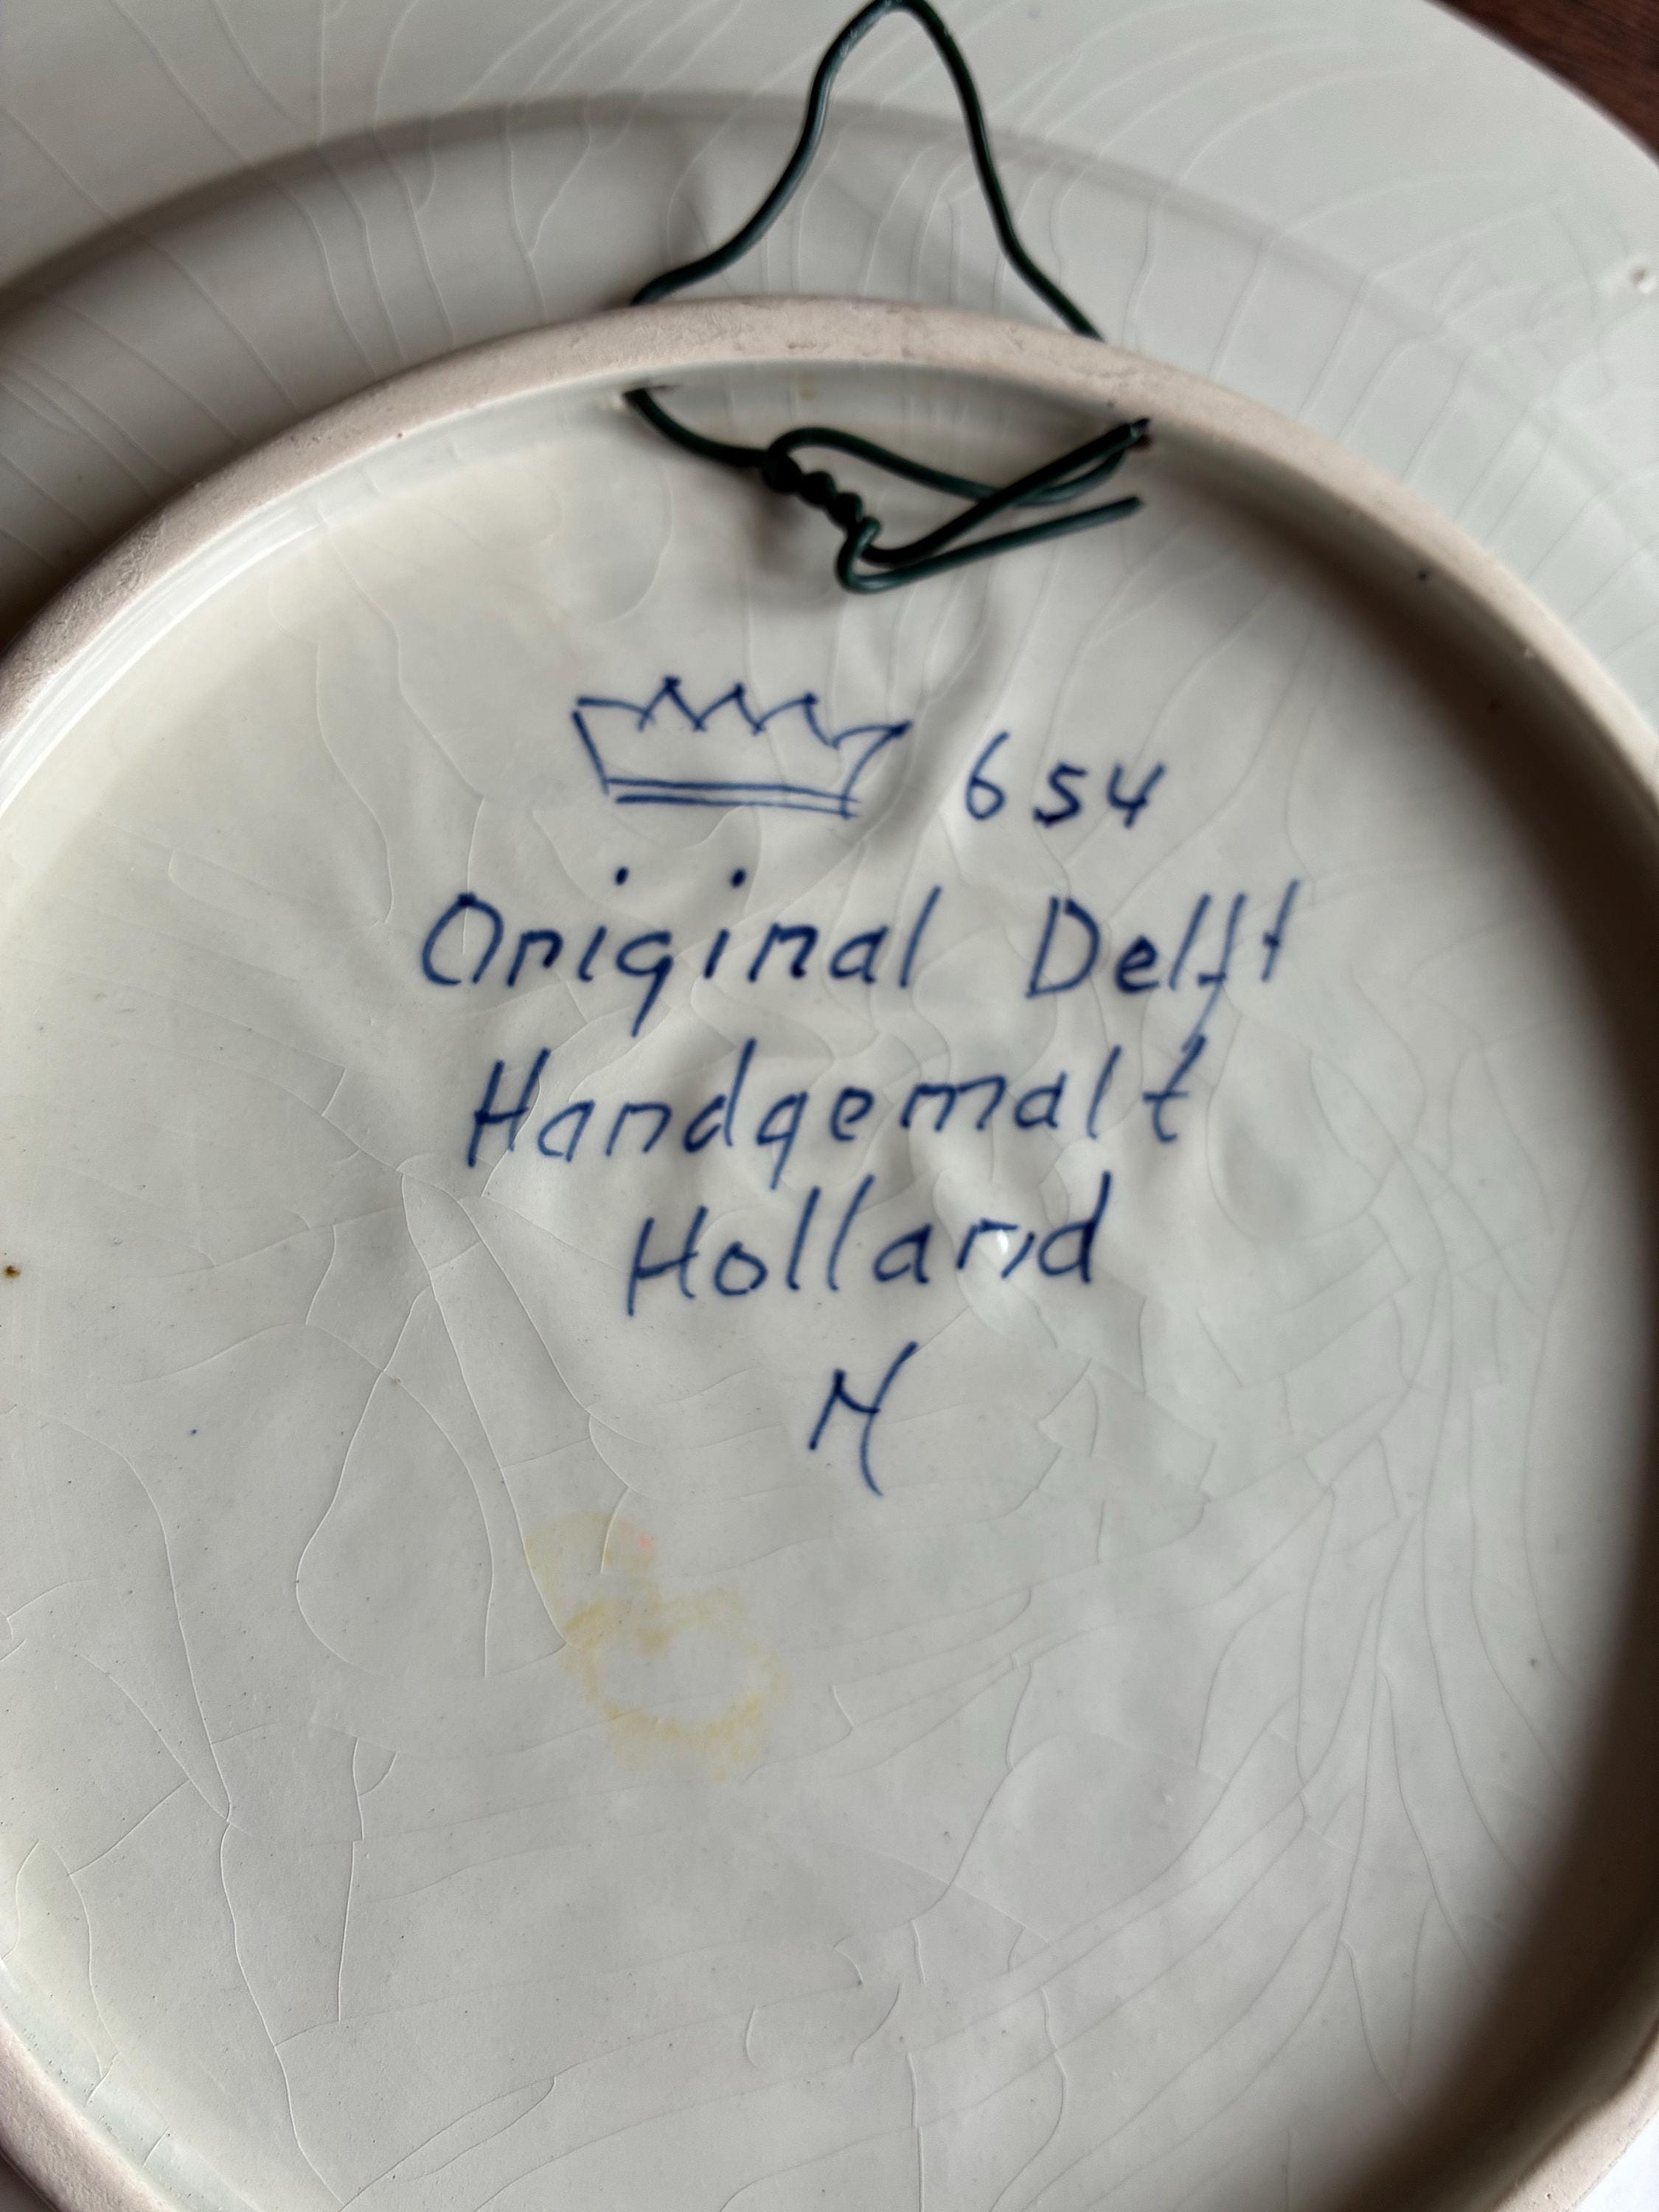 654
Original Delft
Handgemalt
Holland
N